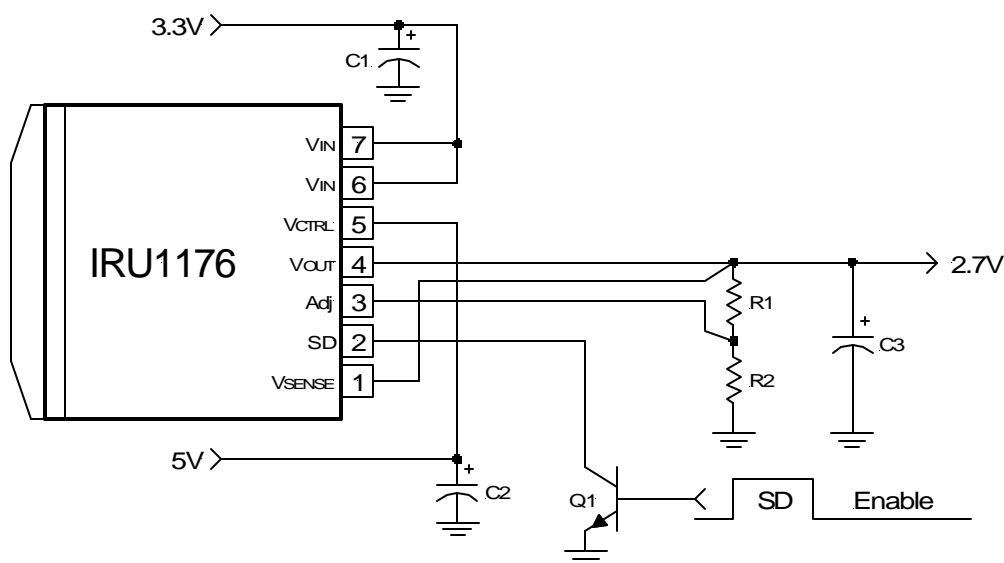 3.3V
C1
VIN 7
VIN 6
VCTRL 5
IRU1176
VOUT 4
2.7V
Adj 3
R1
SD 2
C3
VSENSE 1
R2
5V
C2
Q1
SD Enable